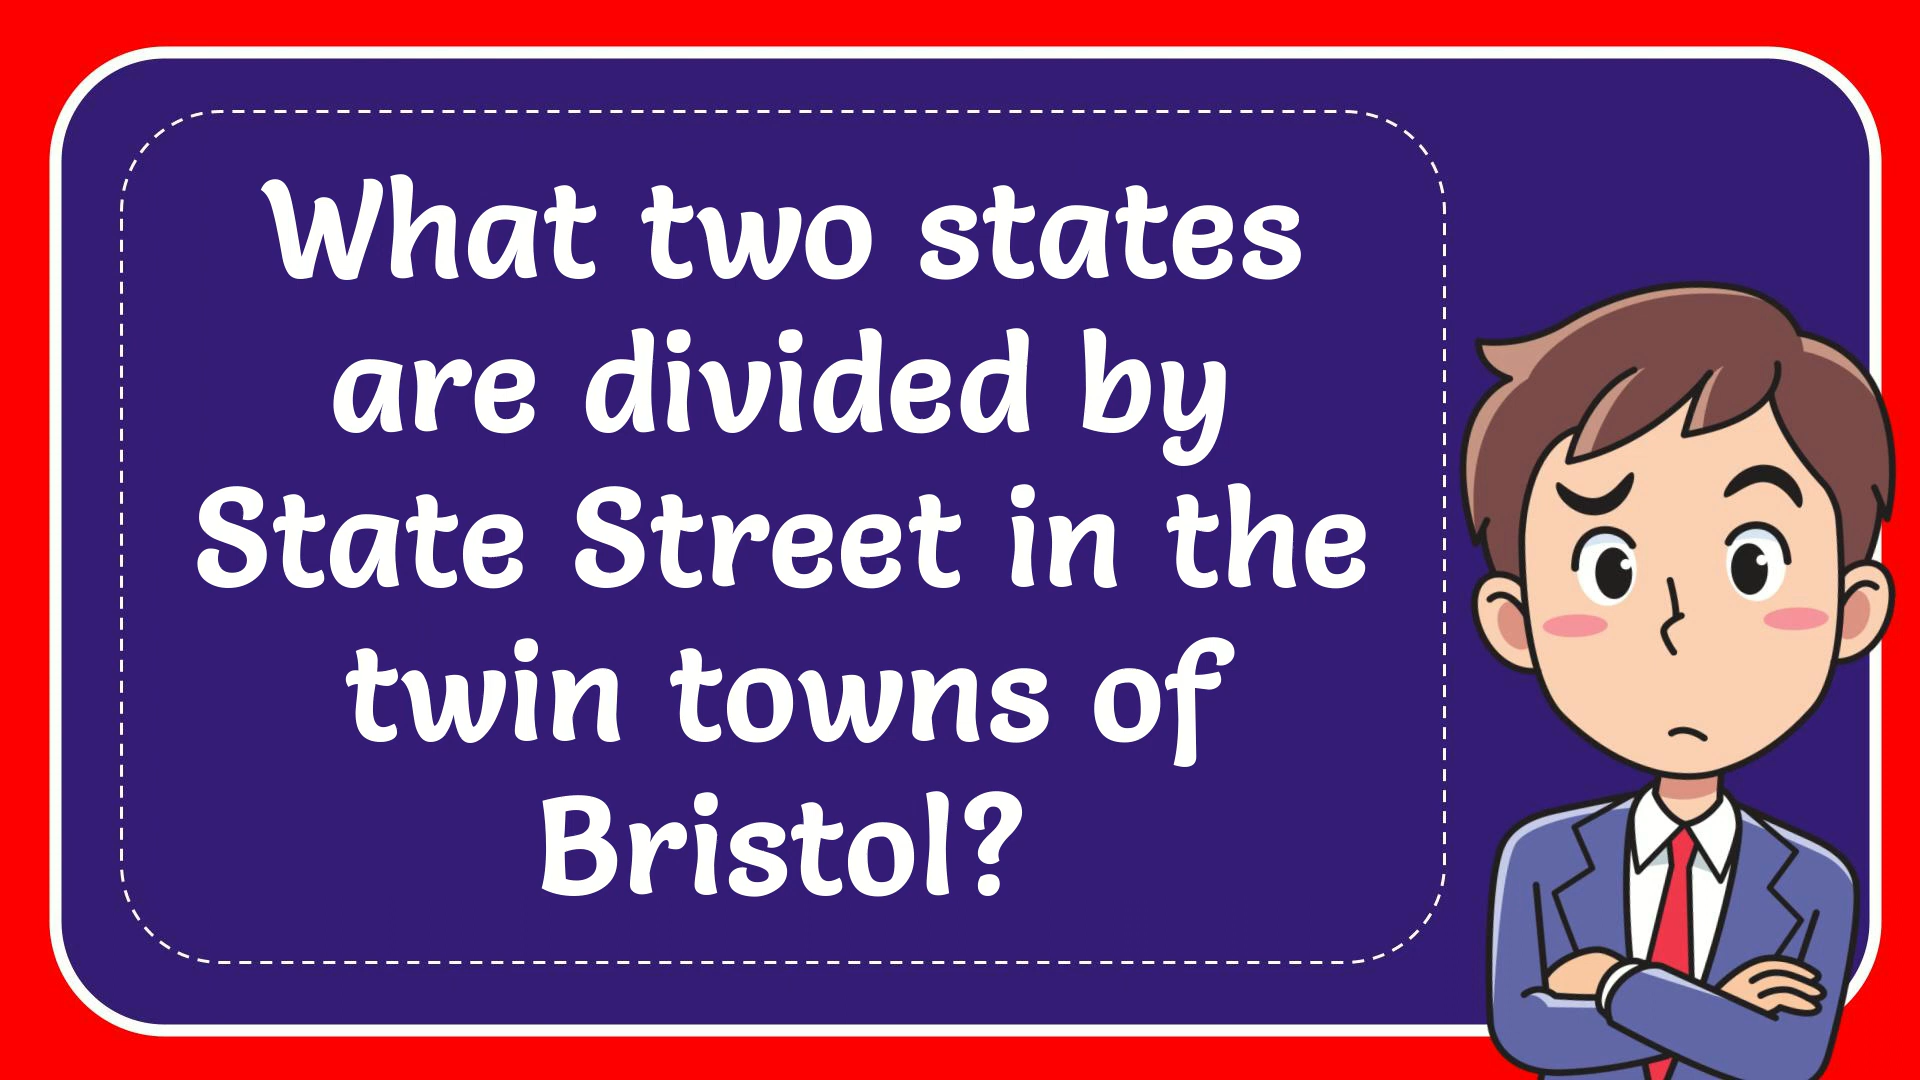 What two states
are divided by
State Street in the
twin towns of
Bristol?